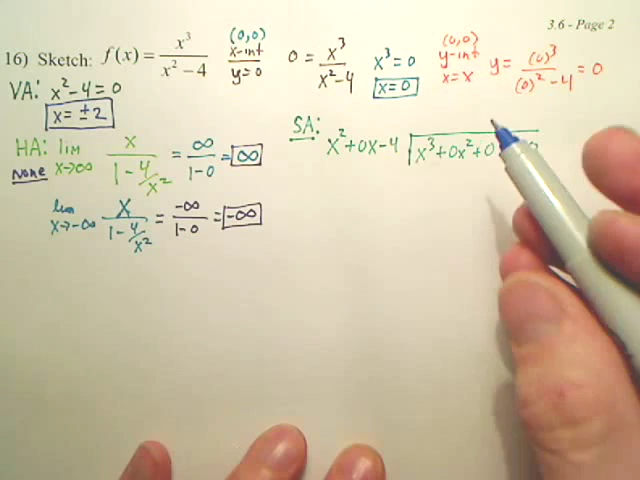 3.6 - Page 2
16) Sketch: f(x) = x³/(x² − 4)
(0,0)
x-int
y=0
0 = x³/(x²-4)
x³=0
x=0
(0,0)
y-int
x=x
y = (0)³/((0)²-4) = 0
VA: x²-4=0
x= ±2
HA: lim x→∞ x/(1-4/x²) = ∞/(1-0) = ∞
None
lim x→-∞ x/(1-4/x²) = -∞/(1-0) = -∞
SA: x²+0x-4 x³+0x²+0